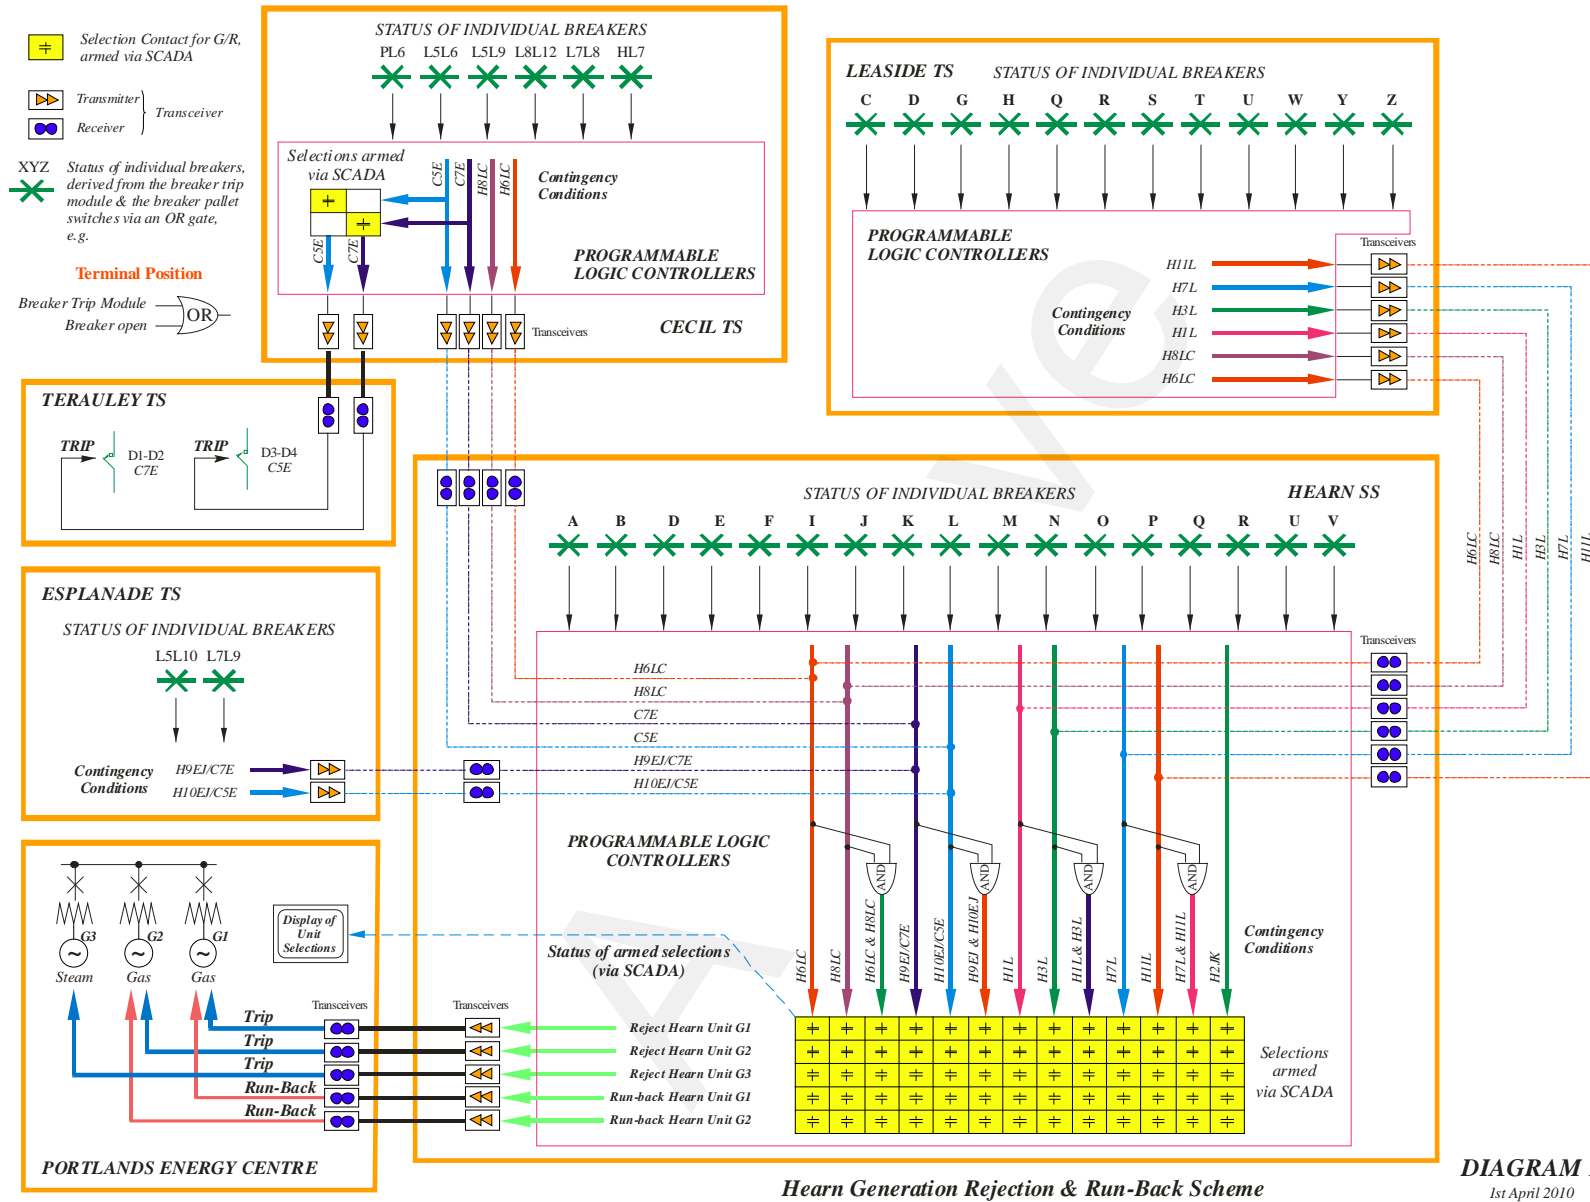 Selection Contact for G/R,
armed via SCADA
Transmitter
Receiver
Transceiver
XYZ
Status of individual breakers,
derived from the breaker trip
module & the breaker pallet
switches via an OR gate,
e.g.
Terminal Position
Breaker Trip Module
Breaker open
OR
STATUS OF INDIVIDUAL BREAKERS
PL6 L5L6 L5L9 L8L12 L7L8 HL7
Selections armed
via SCADA
C5E
C7E
H8LC
H6LC
Contingency
Conditions
C5E
C7E
PROGRAMMABLE
LOGIC CONTROLLERS
Transceivers
CECIL TS
LEASIDE TS
STATUS OF INDIVIDUAL BREAKERS
C D G H Q R S T U W Y Z
PROGRAMMABLE
LOGIC CONTROLLERS
Transceivers
H11L
H7L
H3L
H1L
H8LC
H6LC
Contingency
Conditions
TERAULEY TS
TRIP
D1-D2
C7E
TRIP
D3-D4
C5E
ESPLANADE TS
STATUS OF INDIVIDUAL BREAKERS
L5L10 L7L9
Contingency
Conditions
H9EJ/C7E
H10EJ/C5E
HEARN SS
STATUS OF INDIVIDUAL BREAKERS
A B D E F I J K L M N O P Q R U V
H6LC
H8LC
H1L
H3L
H7L
H11L
Transceivers
H6LC
H8LC
C7E
C5E
H9EJ/C7E
H10EJ/C5E
PROGRAMMABLE LOGIC
CONTROLLERS
AND
AND
AND
AND
H6LC
H8LC
H6LC & H8LC
H9EJ/C7E
H10EJ/C5E
H9EJ & H10EJ
H1L
H3L
H1L & H3L
H7L
H11L
H7L & H11L
H2JK
Contingency
Conditions
Status of armed selections
(via SCADA)
Selections
armed
via SCADA
Reject Hearn Unit G1
Reject Hearn Unit G2
Reject Hearn Unit G3
Run-back Hearn Unit G1
Run-back Hearn Unit G2
Transceivers
Transceivers
G3
G2
G1
Steam
Gas
Gas
Display of
Unit
Selections
Trip
Trip
Trip
Run-Back
Run-Back
PORTLANDS ENERGY CENTRE
Hearn Generation Rejection & Run-Back Scheme
DIAGRAM
1st April 2010